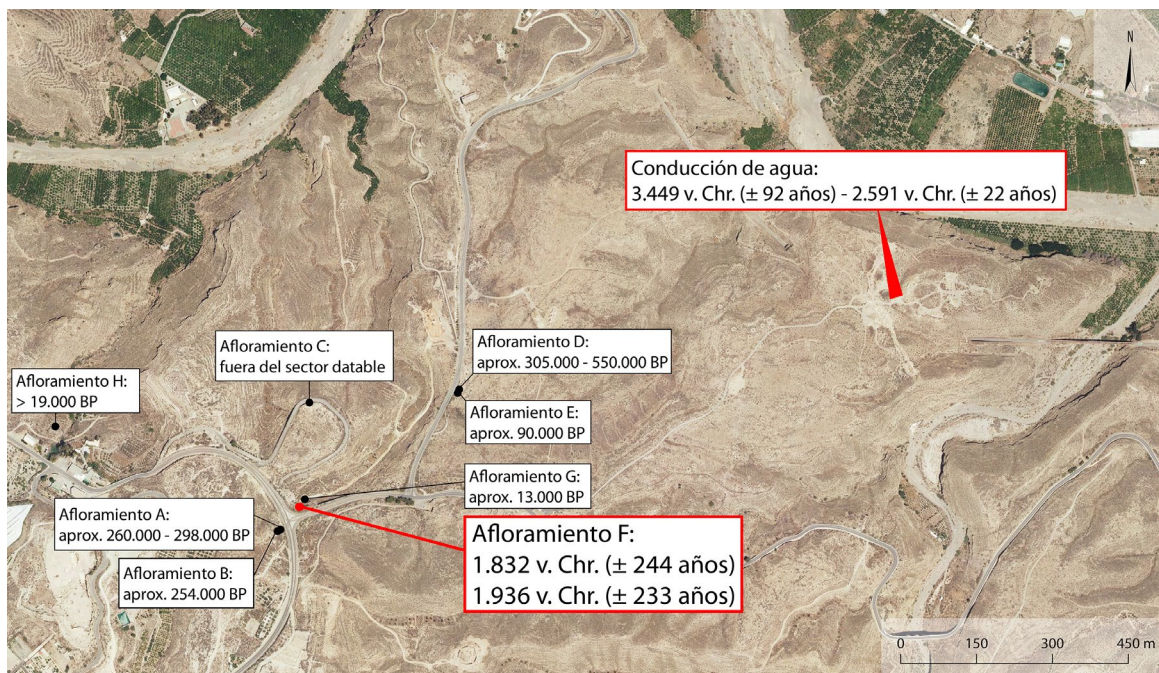 N
Conducción de agua:
3.449 v. Chr. (± 92 años) - 2.591 v. Chr. (± 22 años)
Afloramiento C:
fuera del sector datable
Afloramiento D:
aprox. 305.000 - 550.000 BP
Afloramiento H:
> 19.000 BP
Afloramiento E:
aprox. 90.000 BP
Afloramiento G:
aprox. 13.000 BP
Afloramiento A:
aprox. 260.000 - 298.000 BP
Afloramiento B:
aprox. 254.000 BP
Afloramiento F:
1.832 v. Chr. (± 244 años)
1.936 v. Chr. (± 233 años)
0 150 300 450 m